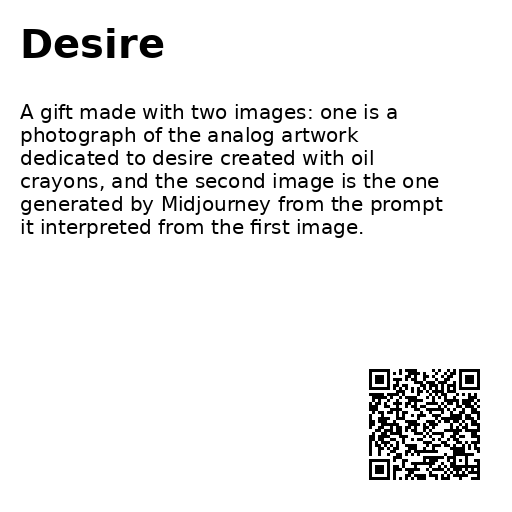 Desire
A gift made with two images: one is a
photograph of the analog artwork
dedicated to desire created with oil
crayons, and the second image is the one
generated by Midjourney from the prompt
it interpreted from the first image.